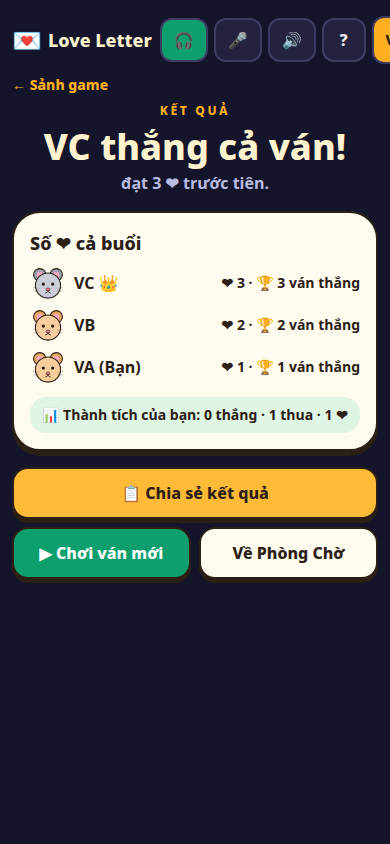 💌 Love Letter 🎧 🎤 🔊 ?
← Sảnh game
KẾT QUẢ
VC thắng cả ván!
đạt 3 ❤ trước tiên.
Số ❤ cả buổi
VC 👑 ❤ 3 · 🏆 3 ván thắng
VB ❤ 2 · 🏆 2 ván thắng
VA (Bạn) ❤ 1 · 🏆 1 ván thắng
📊 Thành tích của bạn: 0 thắng · 1 thua · 1 ❤
📋 Chia sẻ kết quả
▶ Chơi ván mới
Về Phòng Chờ